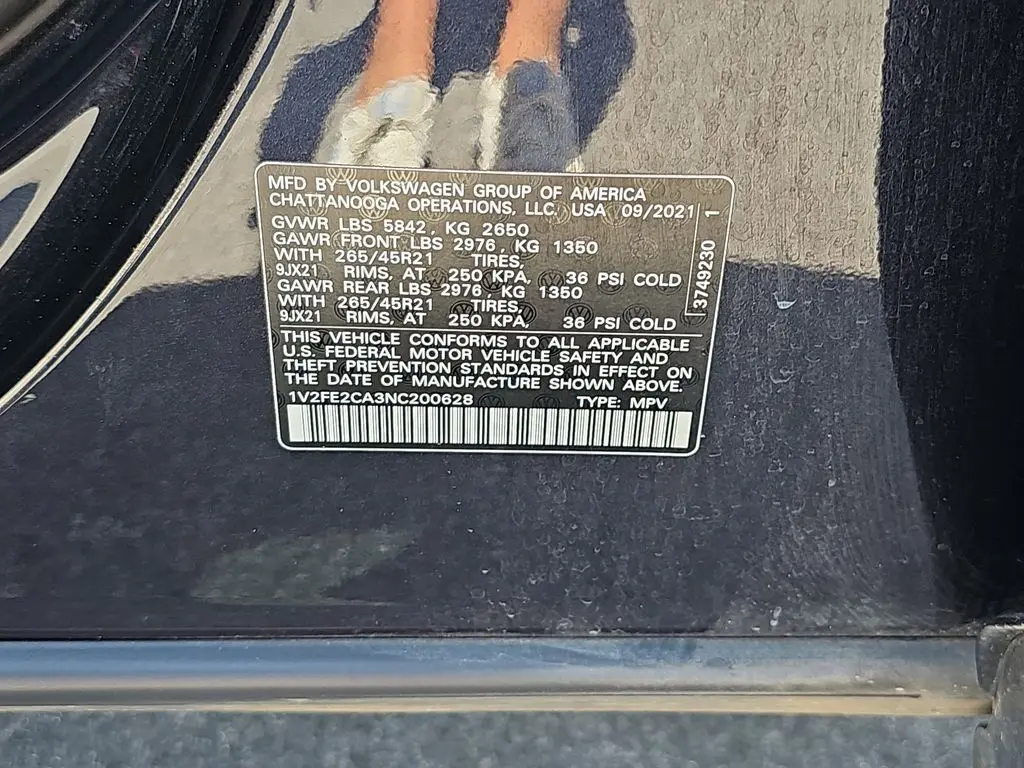 MFD BY VOLKSWAGEN GROUP OF AMERICA
CHATTANOOGA OPERATIONS, LLC. USA 09/2021
GVWR LBS 5842, KG 2650
GAWR FRONT LBS 2976, KG 1350
WITH 265/45R21 TIRES,
9JX21 RIMS, AT 250 KPA, 36 PSI COLD
GAWR REAR LBS 2976 KG 1350
WITH 265/45R21 TIRES,
9JX21 RIMS, AT 250 KPA, 36 PSI COLD
3749230 1
THIS VEHICLE CONFORMS TO ALL APPLICABLE
U.S. FEDERAL MOTOR VEHICLE SAFETY AND
THEFT PREVENTION STANDARDS IN EFFECT ON
THE DATE OF MANUFACTURE SHOWN ABOVE.
1V2FE2CA3NC200628 TYPE: MPV